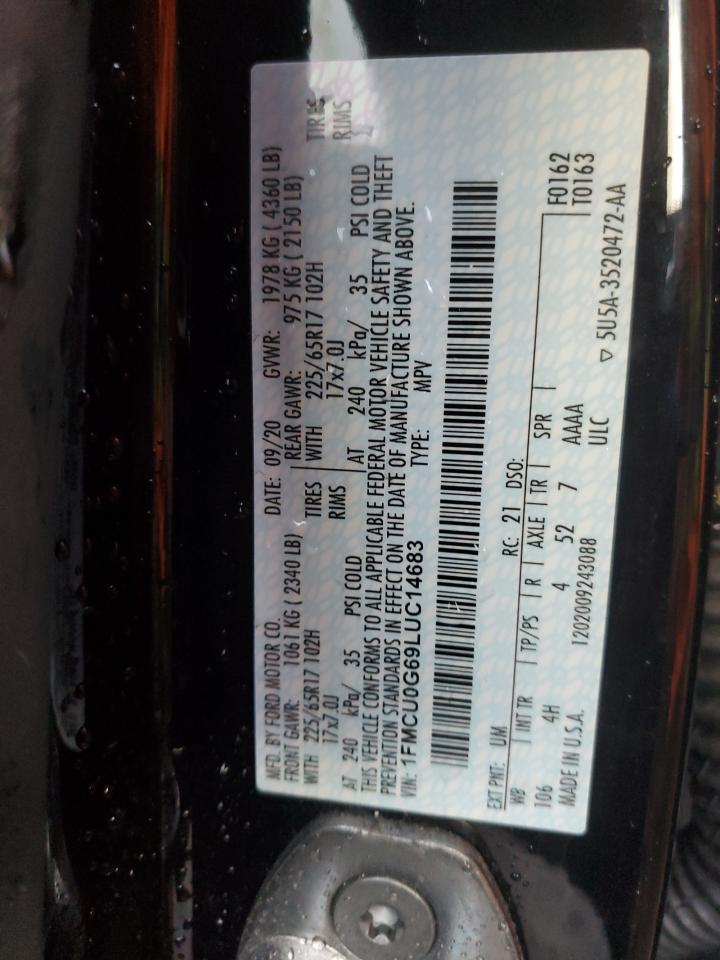 MFD. BY FORD MOTOR CO. DATE: 09/20 GVWR: 1978 KG ( 4360 LB)
FRONT GAWR: 1061 KG ( 2340 LB) REAR GAWR: 975 KG ( 2150 LB)
WITH 225/65R17 102H TIRES WITH 225/65R17 102H TIRES
17x7.0J RIMS 17x7.0J RIMS
AT 240 kPa/ 35 PSI COLD AT 240 kPa/ 35 PSI COLD
THIS VEHICLE CONFORMS TO ALL APPLICABLE FEDERAL MOTOR VEHICLE SAFETY AND THEFT
PREVENTION STANDARDS IN EFFECT ON THE DATE OF MANUFACTURE SHOWN ABOVE.
VIN: 1FMCU0G69LUC14683 TYPE: MPV
EXT PNT: UM RC: 21 DSO: F0162
WB INT TR TP/PS R AXLE TR SPR T0163
106 4H 4 52 7 AAAA
MADE IN U.S.A. 1202009243088 ULC 5U5A-3520472-AA